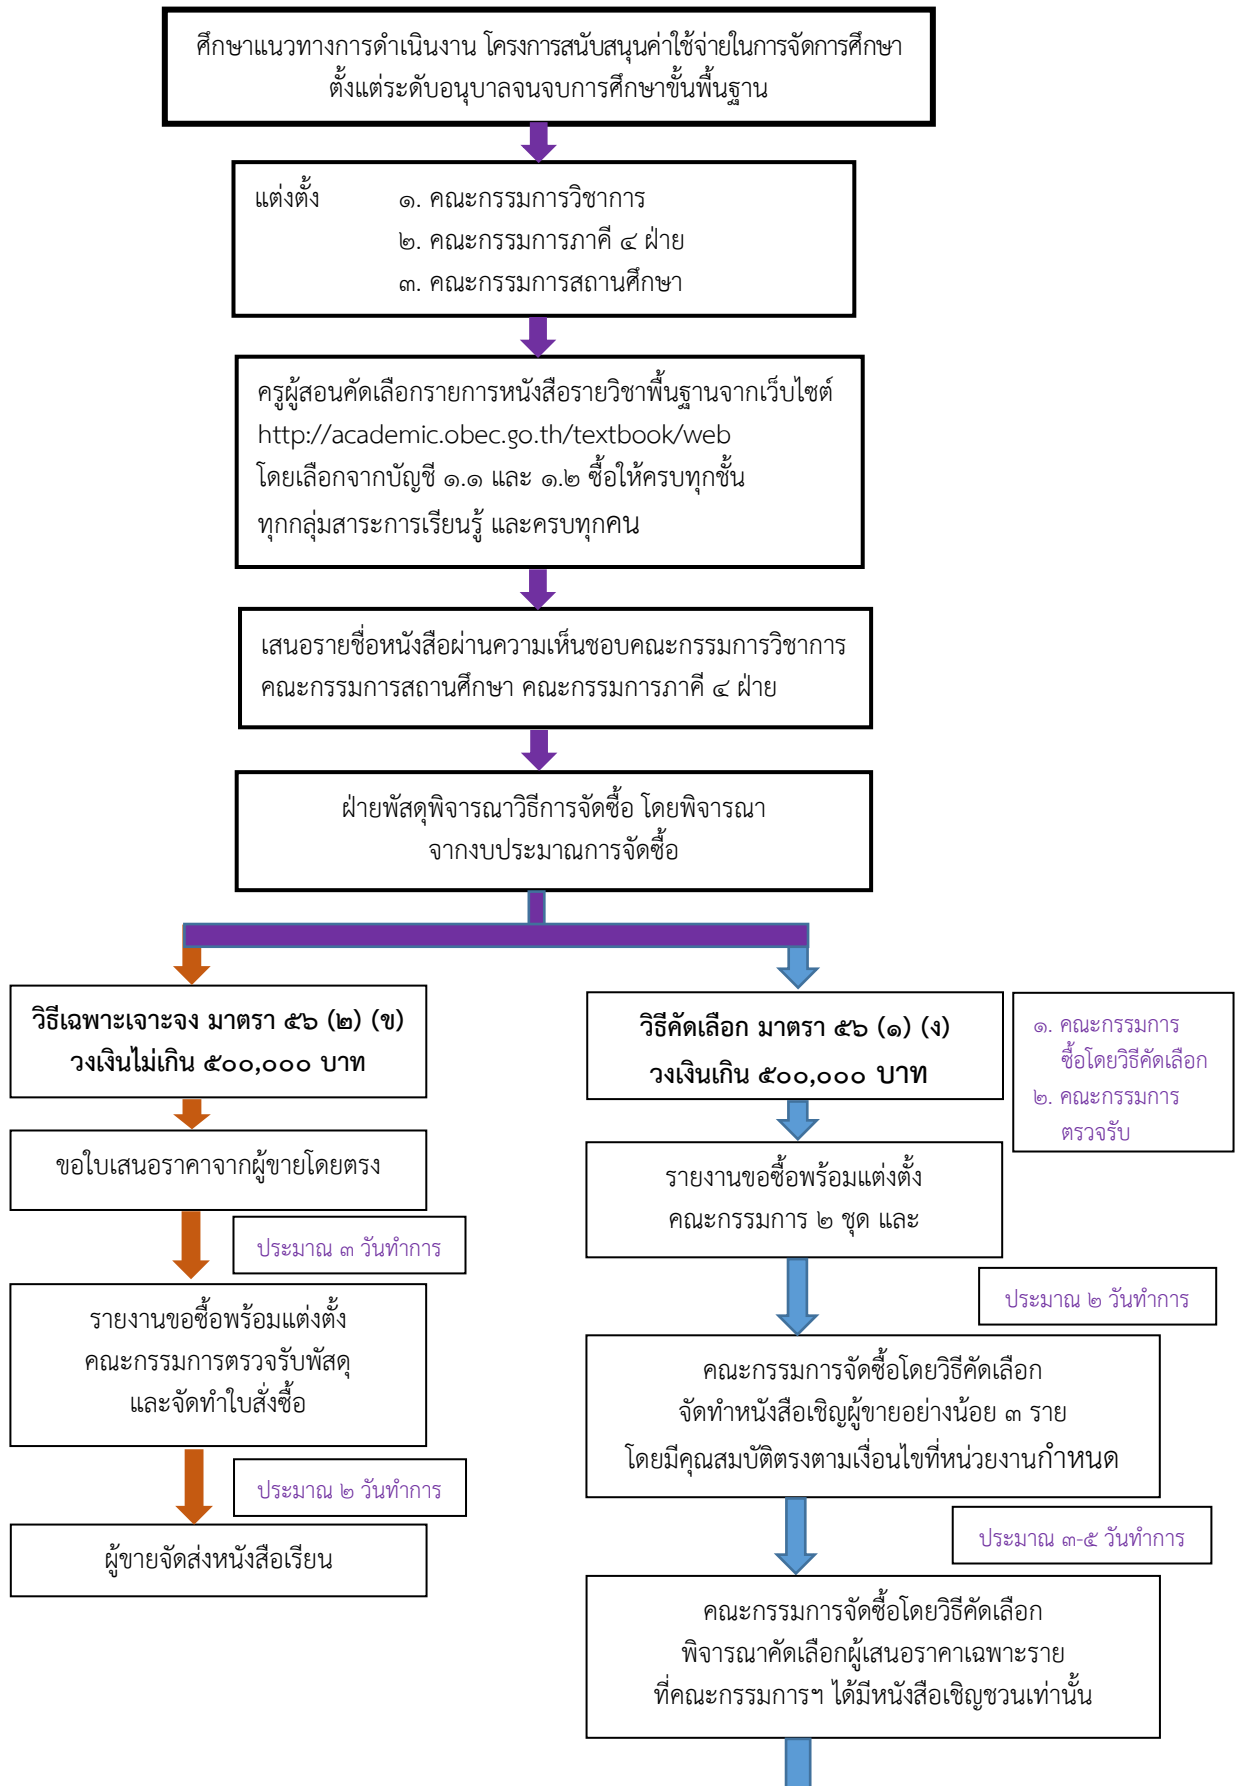 ศึกษาแนวทางการดำเนินงาน โครงการสนับสนุนค่าใช้จ่ายในการจัดการศึกษา
ตั้งแต่ระดับอนุบาลจนจบการศึกษาขั้นพื้นฐาน
แต่งตั้ง ๑. คณะกรรมการวิชาการ
๒. คณะกรรมการภาคี ๔ ฝ่าย
๓. คณะกรรมการสถานศึกษา
ครูผู้สอนคัดเลือกรายการหนังสือรายวิชาพื้นฐานจากเว็บไซต์
http://academic.obec.go.th/textbook/web
โดยเลือกจากบัญชี ๑.๑ และ ๑.๒ ซื้อให้ครบทุกชั้น
ทุกกลุ่มสาระการเรียนรู้ และครบทุกคน
เสนอรายชื่อหนังสือผ่านความเห็นชอบคณะกรรมการวิชาการ
คณะกรรมการสถานศึกษา คณะกรรมการภาคี ๔ ฝ่าย
ฝ่ายพัสดุพิจารณาวิธีการจัดซื้อ โดยพิจารณา
จากงบประมาณการจัดซื้อ
วิธีเฉพาะเจาะจง มาตรา ๕๖ (๒) (ข)
วงเงินไม่เกิน ๕๐๐,๐๐๐ บาท
ขอใบเสนอราคาจากผู้ขายโดยตรง
ประมาณ ๓ วันทำการ
รายงานขอซื้อพร้อมแต่งตั้ง
คณะกรรมการตรวจรับพัสดุ
และจัดทำใบสั่งซื้อ
ประมาณ ๒ วันทำการ
ผู้ขายจัดส่งหนังสือเรียน
วิธีคัดเลือก มาตรา ๕๖ (๑) (ง)
วงเงินเกิน ๕๐๐,๐๐๐ บาท
๑. คณะกรรมการ
ซื้อโดยวิธีคัดเลือก
๒. คณะกรรมการ
ตรวจรับ
รายงานขอซื้อพร้อมแต่งตั้ง
คณะกรรมการ ๒ ชุด และ
ประมาณ ๒ วันทำการ
คณะกรรมการจัดซื้อโดยวิธีคัดเลือก
จัดทำหนังสือเชิญผู้ขายอย่างน้อย ๓ ราย
โดยมีคุณสมบัติตรงตามเงื่อนไขที่หน่วยงานกำหนด
ประมาณ ๓-๕ วันทำการ
คณะกรรมการจัดซื้อโดยวิธีคัดเลือก
พิจารณาคัดเลือกผู้เสนอราคาเฉพาะราย
ที่คณะกรรมการฯ ได้มีหนังสือเชิญชวนเท่านั้น